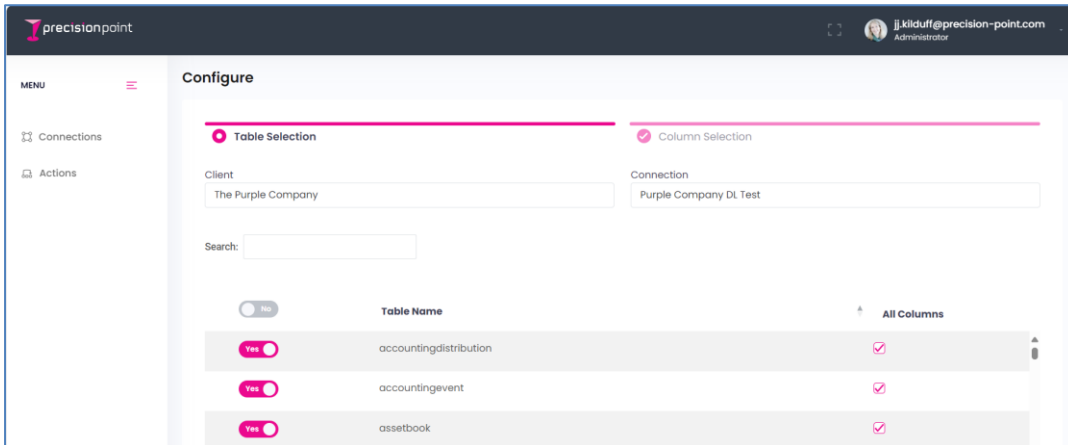 precisionpoint
jj.kilduff@precision-point.com
Administrator
MENU
Configure
Connections
Actions
Table Selection
Column Selection
Client
Connection
The Purple Company
Purple Company DL Test
Search:
No
Table Name
All Columns
Yes
accountingdistribution
Yes
accountingevent
Yes
assetbook